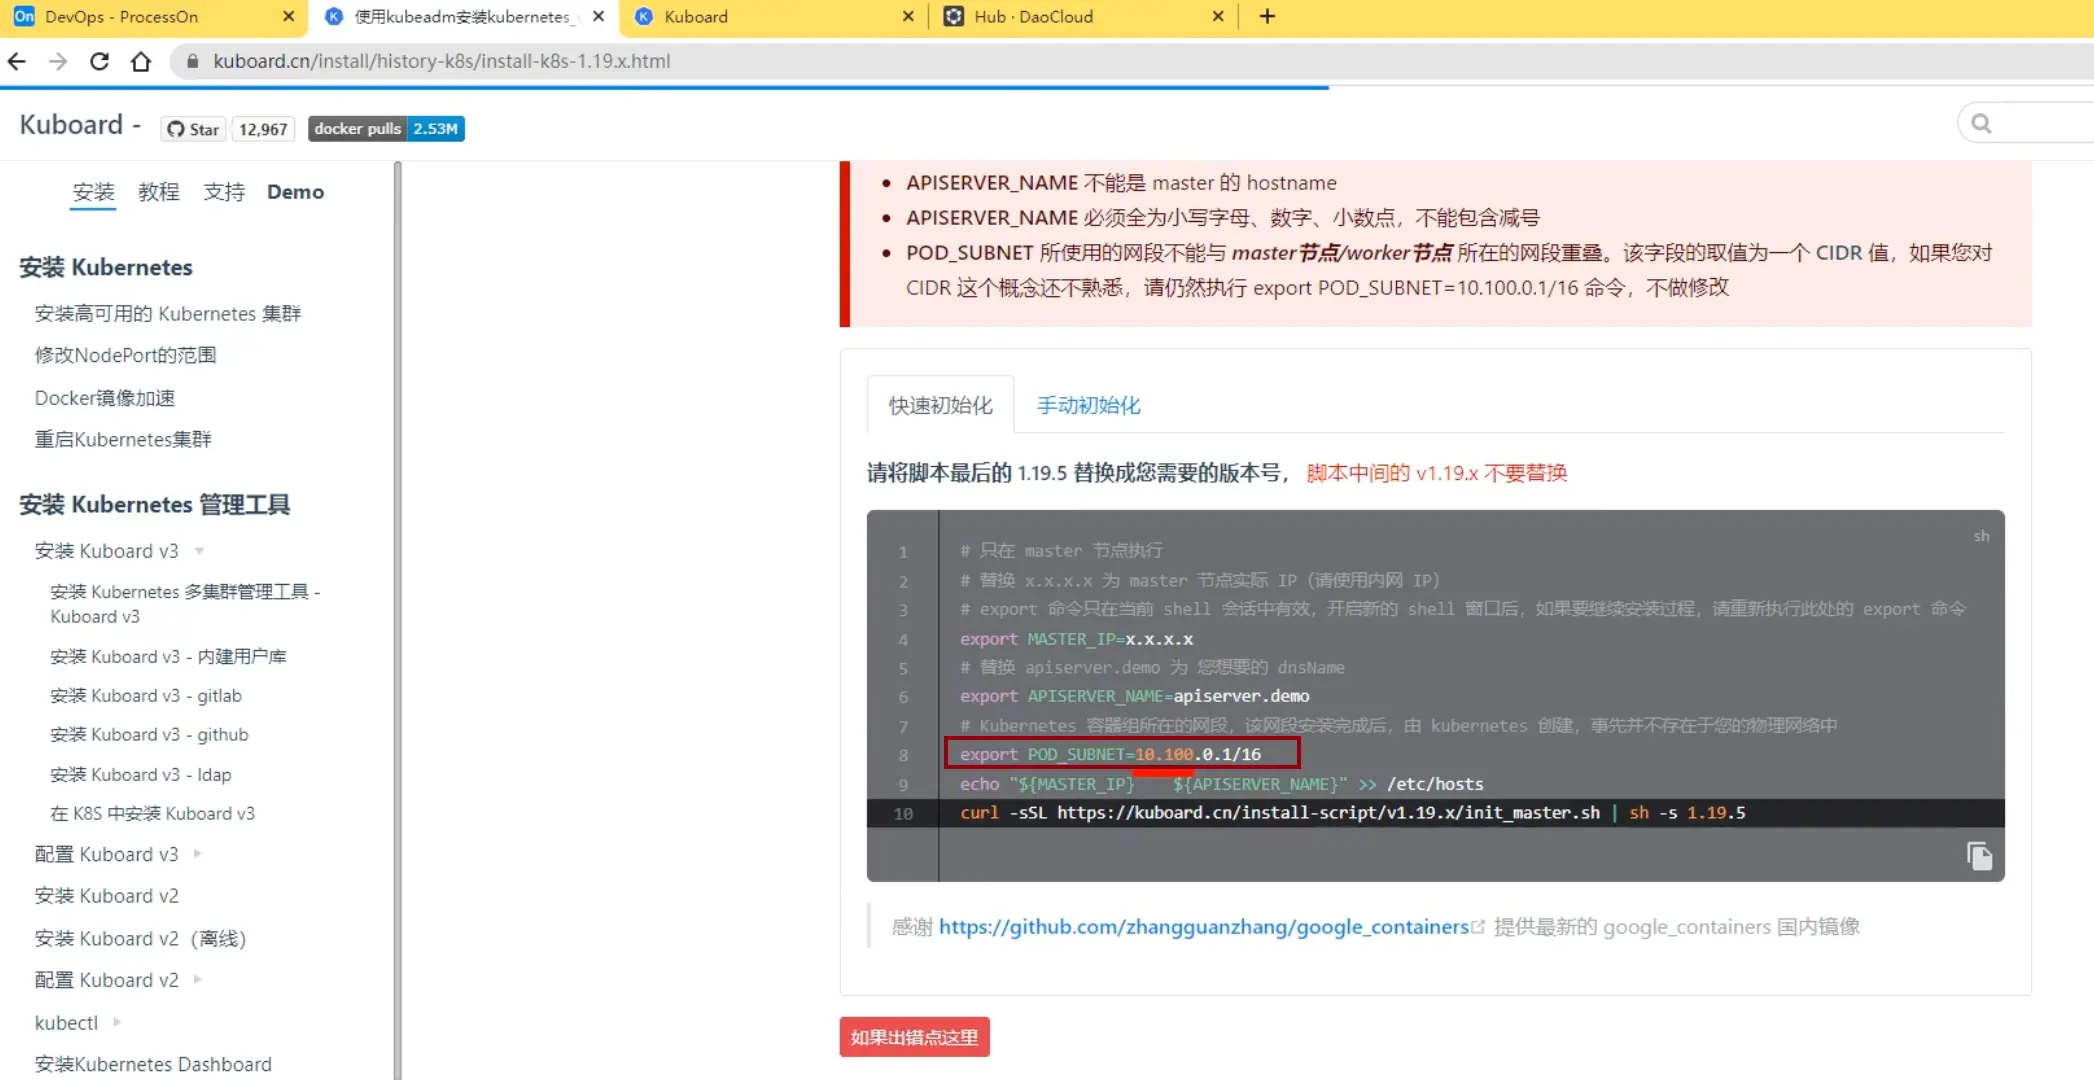 DevOps - ProcessOn
使用kubeadm安装kubernetes_
Kuboard
Hub · DaoCloud
kuboard.cn/install/history-k8s/install-k8s-1.19.x.html
Kuboard -
Star
12,967
docker pulls 2.53M
安装 教程 支持 Demo
安装 Kubernetes
安装高可用的 Kubernetes 集群
修改NodePort的范围
Docker镜像加速
重启Kubernetes集群
安装 Kubernetes 管理工具
安装 Kuboard v3
安装 Kubernetes 多集群管理工具 -
Kuboard v3
安装 Kuboard v3 - 内建用户库
安装 Kuboard v3 - gitlab
安装 Kuboard v3 - github
安装 Kuboard v3 - ldap
在 K8S 中安装 Kuboard v3
配置 Kuboard v3
安装 Kuboard v2
安装 Kuboard v2（离线）
配置 Kuboard v2
kubectl
安装Kubernetes Dashboard
APISERVER_NAME 不能是 master 的 hostname
APISERVER_NAME 必须全为小写字母、数字、小数点，不能包含减号
POD_SUBNET 所使用的网段不能与 master节点/worker节点 所在的网段重叠。该字段的取值为一个 CIDR 值，如果您对
CIDR 这个概念还不熟悉，请仍然执行 export POD_SUBNET=10.100.0.1/16 命令，不做修改
快速初始化 手动初始化
请将脚本最后的 1.19.5 替换成您需要的版本号， 脚本中间的 v1.19.x 不要替换
sh
1 # 只在 master 节点执行
2 # 替换 x.x.x.x 为 master 节点实际 IP（请使用内网 IP）
3 # export 命令只在当前 shell 会话中有效，开启新的 shell 窗口后，如果要继续安装过程，请重新执行此处的 export 命令
4 export MASTER_IP=x.x.x.x
5 # 替换 apiserver.demo 为 您想要的 dnsName
6 export APISERVER_NAME=apiserver.demo
7 # Kubernetes 容器组所在的网段，该网段安装完成后，由 kubernetes 创建，事先并不存在于您的物理网络中
8 export POD_SUBNET=10.100.0.1/16
9 echo "${MASTER_IP}    ${APISERVER_NAME}" >> /etc/hosts
10 curl -sSL https://kuboard.cn/install-script/v1.19.x/init_master.sh | sh -s 1.19.5
感谢 https://github.com/zhangguanzhang/google_containers 提供最新的 google_containers 国内镜像
如果出错点这里